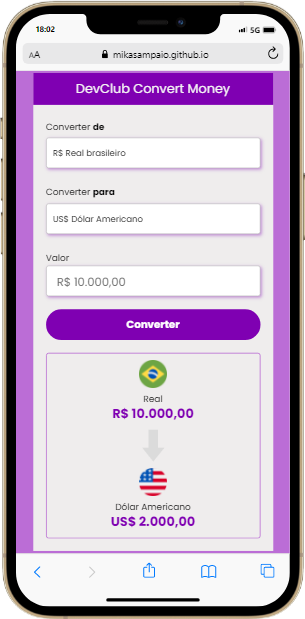 18:02
5G
AA
mikasampaio.github.io
DevClub Convert Money
Converter de
R$ Real brasileiro
Converter para
US$ Dólar Americano
Valor
R$ 10.000,00
Converter
Real
R$ 10.000,00
Dólar Americano
US$ 2.000,00